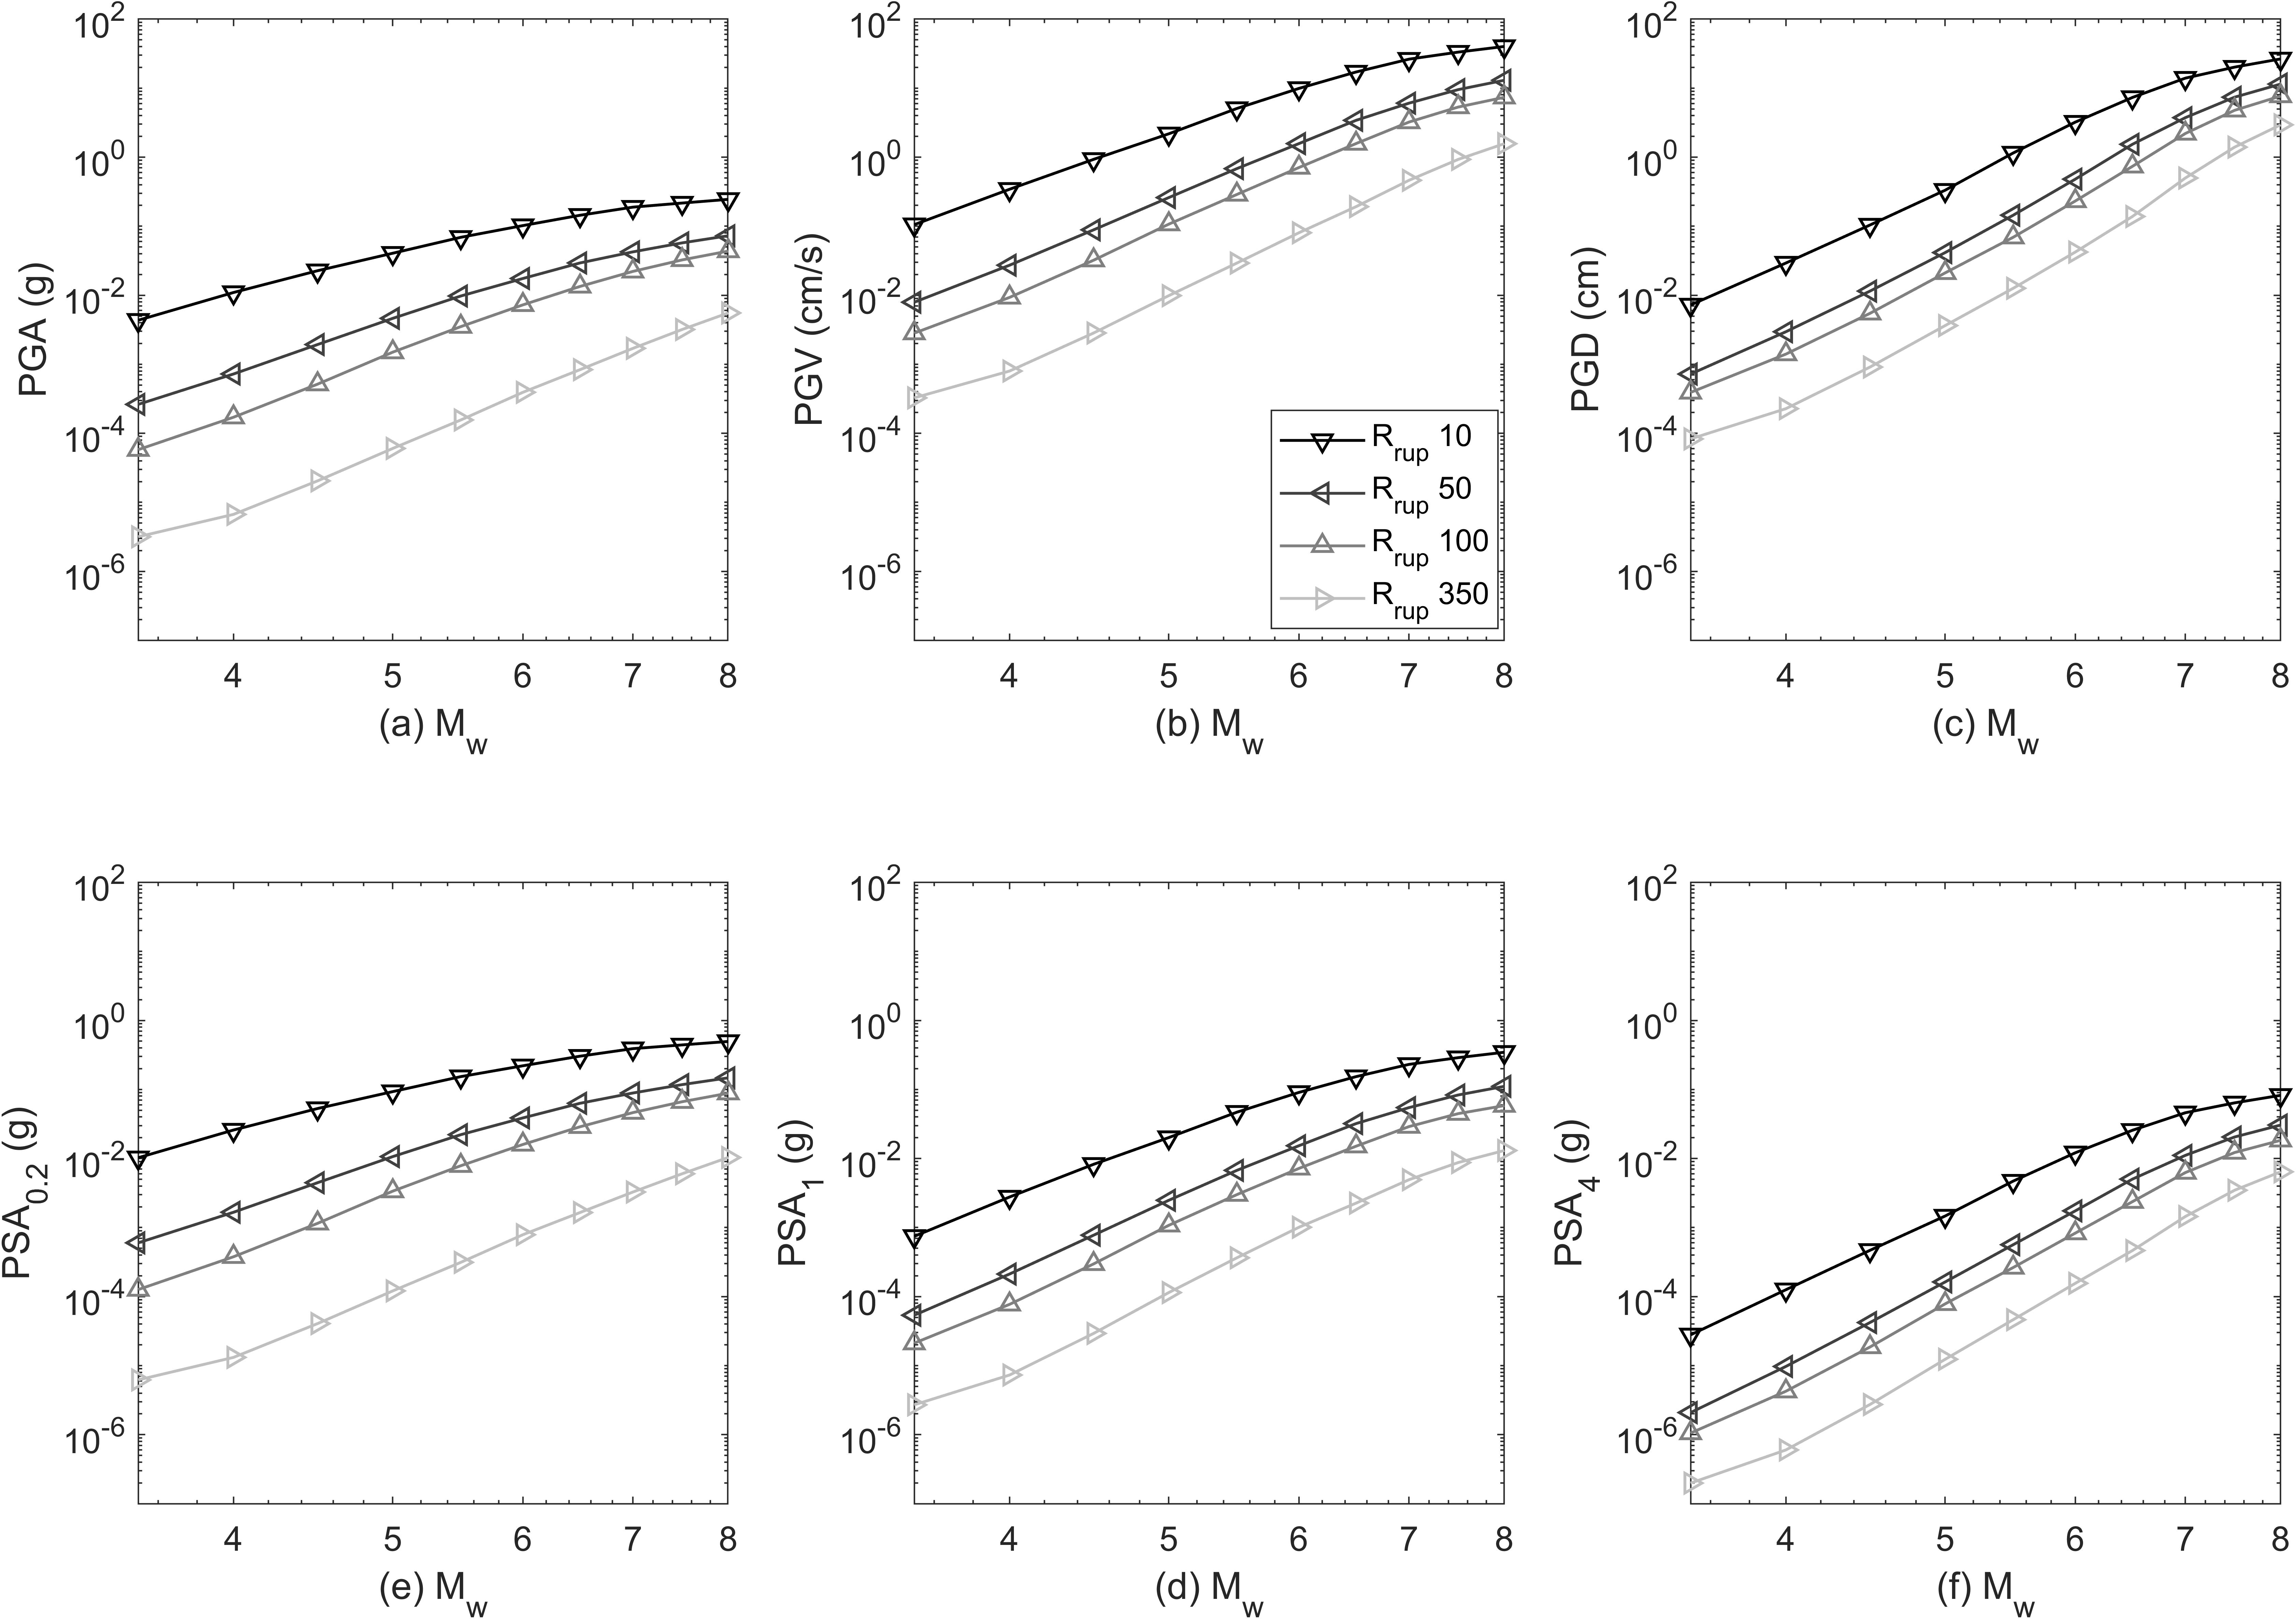 10^2
10^0
10^-2
10^-4
10^-6
PGA (g)
4 5 6 7 8
(a) M_w
10^2
10^0
10^-2
10^-4
10^-6
PGV (cm/s)
R_rup 10
R_rup 50
R_rup 100
R_rup 350
4 5 6 7 8
(b) M_w
10^2
10^0
10^-2
10^-4
10^-6
PGD (cm)
4 5 6 7 8
(c) M_w
10^2
10^0
10^-2
10^-4
10^-6
PSA_0.2 (g)
4 5 6 7 8
(e) M_w
10^2
10^0
10^-2
10^-4
10^-6
PSA_1 (g)
4 5 6 7 8
(d) M_w
10^2
10^0
10^-2
10^-4
10^-6
PSA_4 (g)
4 5 6 7 8
(f) M_w